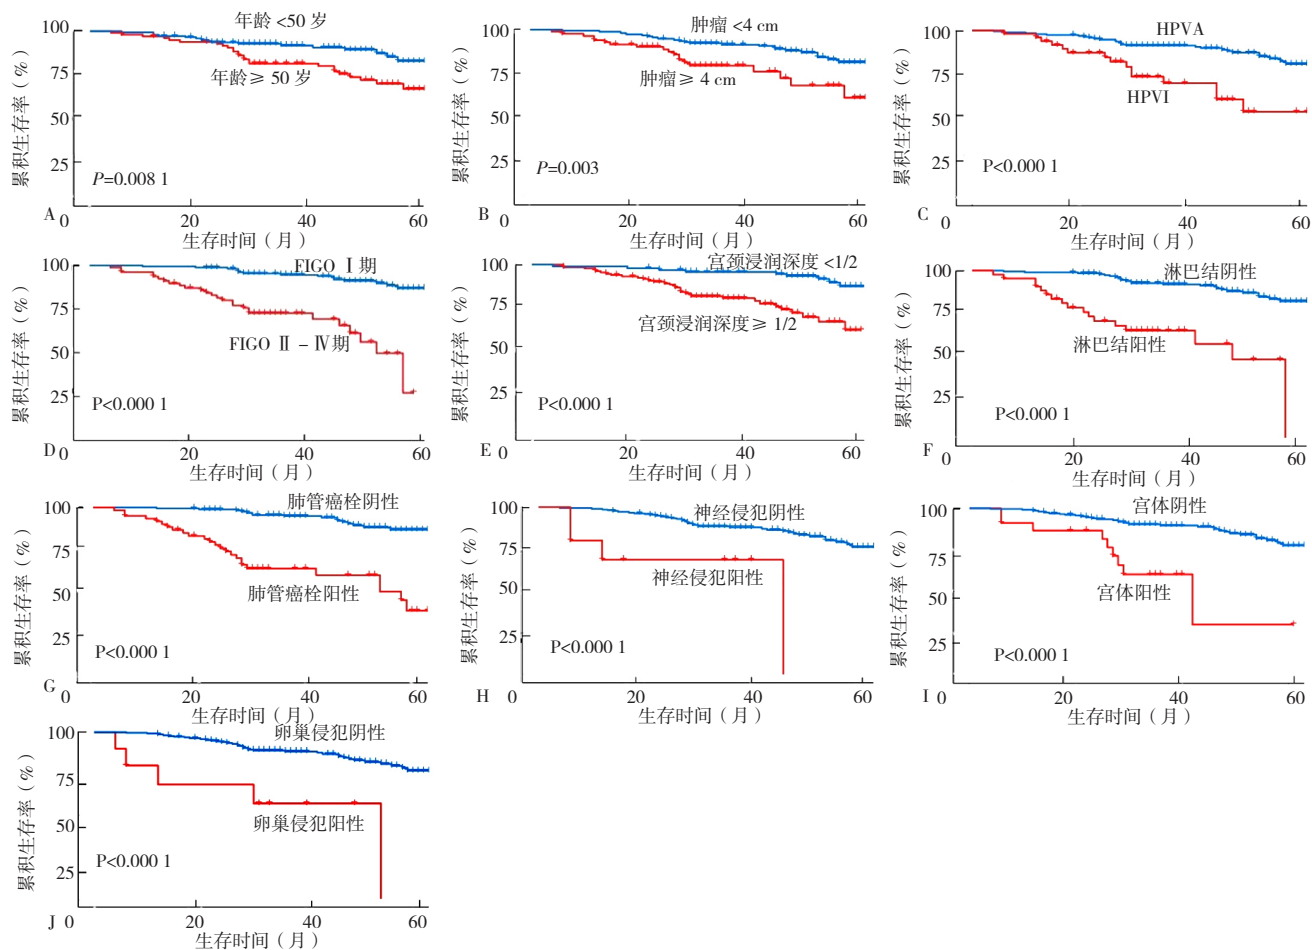 累积生存率（%）
100
75
50
25
年龄 <50 岁
年龄≥ 50 岁
P=0.008 1
A 0
20
40
60
生存时间（月）
累积生存率（%）
100
75
50
25
肿瘤 <4 cm
肿瘤≥ 4 cm
P=0.003
B 0
20
40
60
生存时间（月）
累积生存率（%）
100
75
50
25
HPVA
HPVI
P<0.000 1
C 0
20
40
60
生存时间（月）
累积生存率（%）
100
75
50
25
FIGO Ⅰ 期
FIGO Ⅱ – Ⅳ期
P<0.000 1
D 0
20
40
60
生存时间（月）
累积生存率（%）
100
75
50
25
宫颈浸润深度 <1/2
宫颈浸润深度≥ 1/2
P<0.000 1
E 0
20
40
60
生存时间（月）
累积生存率（%）
100
75
50
25
淋巴结阴性
淋巴结阳性
P<0.000 1
F 0
20
40
60
生存时间（月）
累积生存率（%）
100
75
50
25
肺管癌栓阴性
肺管癌栓阳性
P<0.000 1
G 0
20
40
60
生存时间（月）
累积生存率（%）
100
75
50
25
神经侵犯阴性
神经侵犯阳性
P<0.000 1
H 0
20
40
60
生存时间（月）
累积生存率（%）
100
75
50
25
宫体阴性
宫体阳性
P<0.000 1
I 0
20
40
60
生存时间（月）
累积生存率（%）
100
75
50
25
卵巢侵犯阴性
卵巢侵犯阳性
P<0.000 1
J 0
20
40
60
生存时间（月）